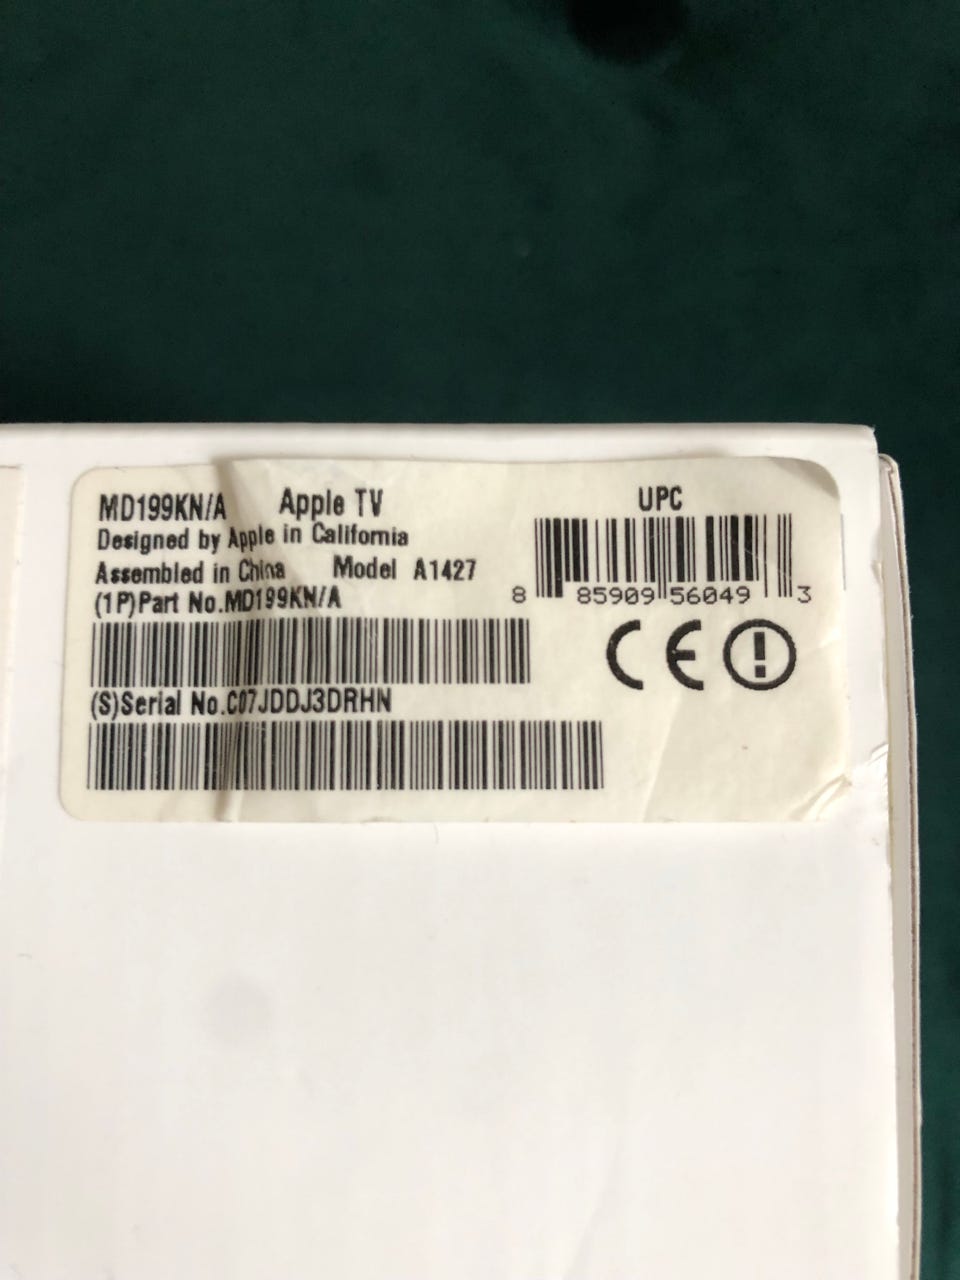 MD199KN/A Apple TV
Designed by Apple in California
Assembled in China Model A1427
(1P)Part No.MD199KN/A
(S)Serial No.C07JDDJ3DRHN
UPC
8 85909 56049 3
CE